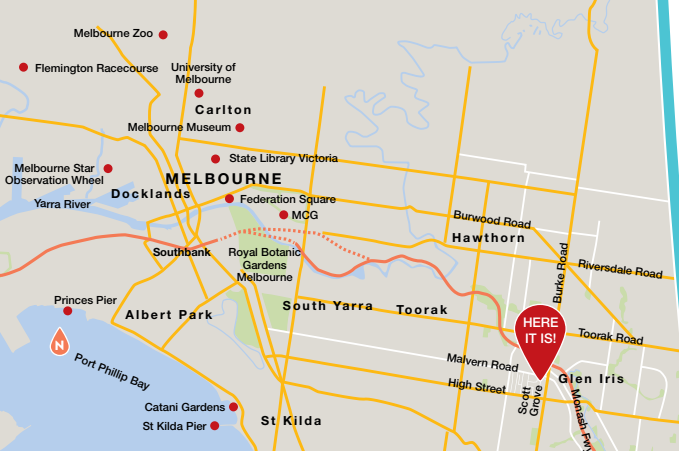 Melbourne Zoo
Flemington Racecourse
University of
Melbourne
Carlton
Melbourne Museum
State Library Victoria
Melbourne Star
Observation Wheel
MELBOURNE
Docklands
Yarra River
Federation Square
MCG
Burwood Road
Hawthorn
Southbank
Royal Botanic
Gardens
Melbourne
Burke Road
Riversdale Road
Princes Pier
Albert Park
South Yarra
Toorak
HERE
IT IS!
Toorak Road
N
Port Phillip Bay
Malvern Road
High Street
Glen Iris
Scott
Grove
Monash Fwy
Catani Gardens
St Kilda Pier
St Kilda